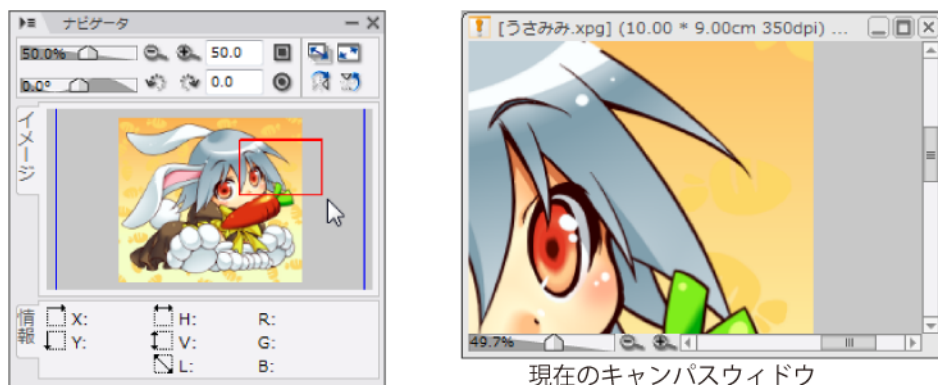 ナビゲータ
50.0%
50.0
0.0°
0.0
イメージ
情報
X:
H:
R:
Y:
V:
G:
L:
B:
[うさみみ.xpg] (10.00 * 9.00cm 350dpi) ...
49.7%
現在のキャンパスウィドウ